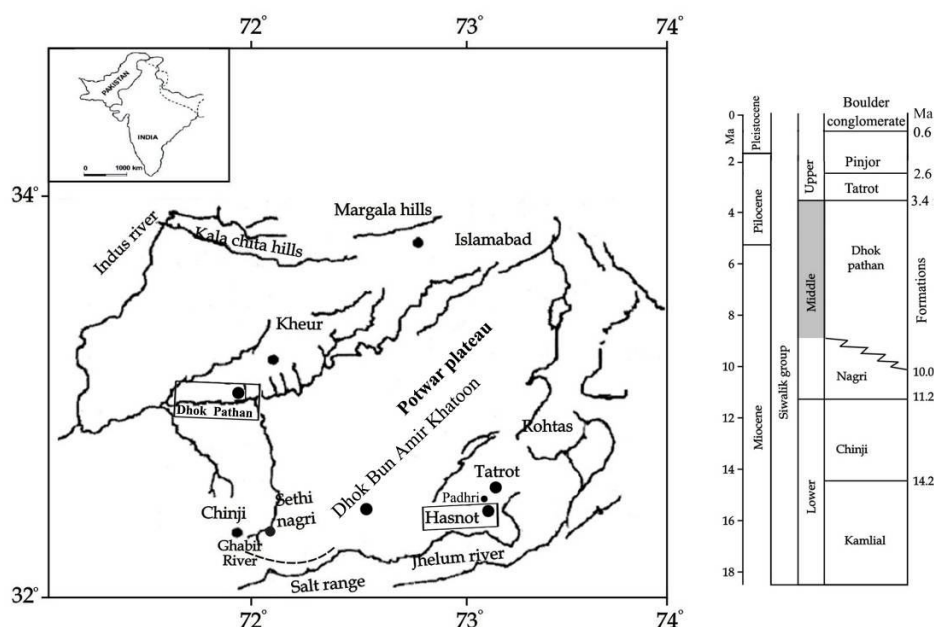 72°
73°
74°
PAKISTAN
INDIA
0 1000 km
34°
Indus river
Kala chita hills
Margala hills
Islamabad
Kheur
Dhok Pathan
Potwar plateau
Dhok Bun Amir Khatoon
Rohtas
Tatrot
Padhri
Hasnot
Chinji
Sethi
nagri
Ghabir
River
Jhelum river
Salt range
32°
72°
73°
74°
Boulder
conglomerate
Ma
0
Ma
2
4
6
8
10
12
14
16
18
Pleistocene
Pilocene
Miocene
Siwalik group
Upper
Middle
Lower
Pinjor
Tatrot
Dhok
pathan
Nagri
Chinji
Kamlial
0.6
2.6
3.4
10.0
11.2
14.2
Formations